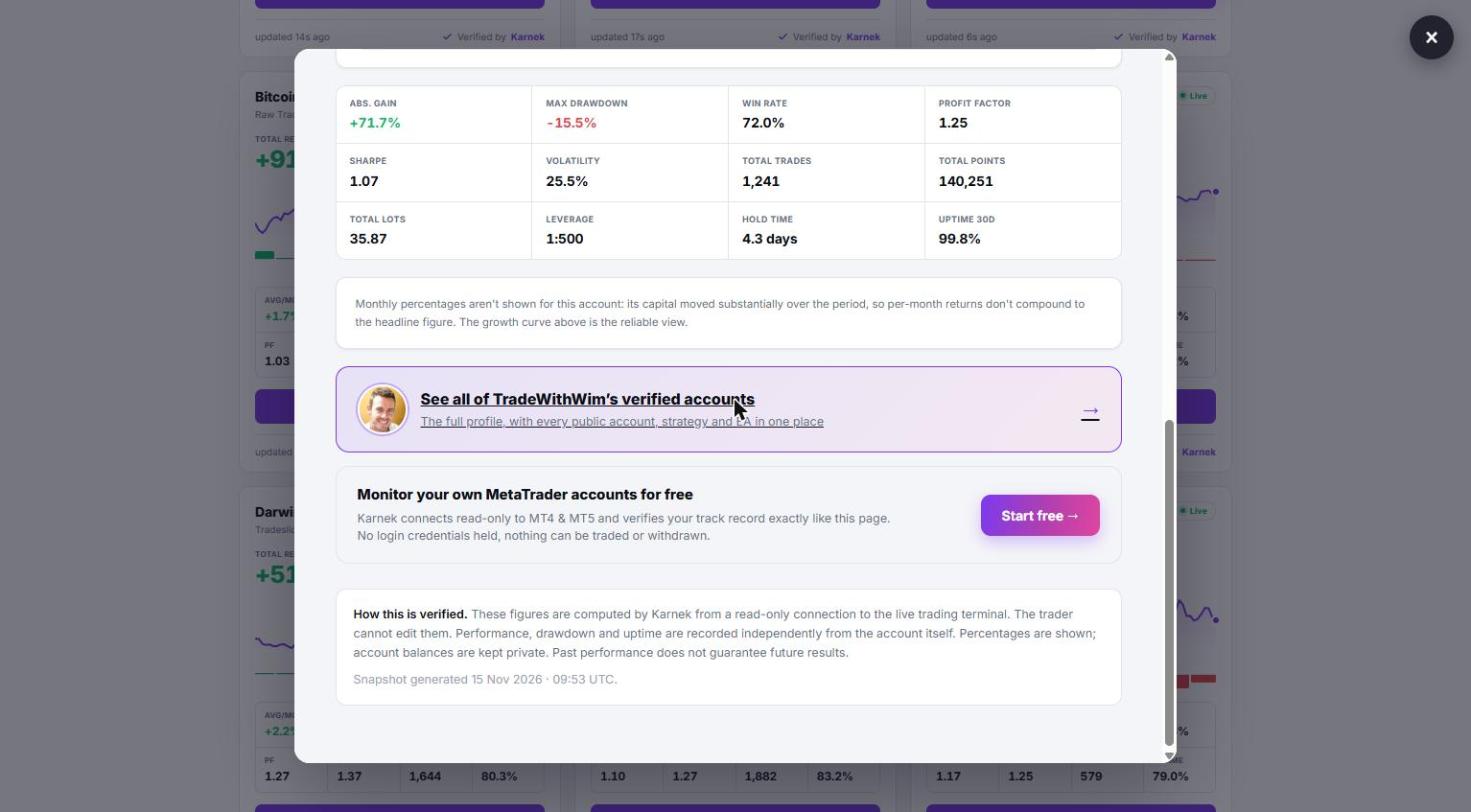 updated 14s ago
Verified by Karnek
updated 17s ago
Verified by Karnek
updated 6s ago
Verified by Karnek
×
Live
Raw
TOTAL
+91
AVG/MO
+1.7%
PF
1.03
%
%
updated
Karnek
ABS. GAIN
+71.7%
MAX DRAWDOWN
-15.5%
WIN RATE
72.0%
PROFIT FACTOR
1.25
SHARPE
1.07
VOLATILITY
25.5%
TOTAL TRADES
1,241
TOTAL POINTS
140,251
TOTAL LOTS
35.87
LEVERAGE
1:500
HOLD TIME
4.3 days
UPTIME 30D
99.8%
Monthly percentages aren't shown for this account: its capital moved substantially over the period, so per-month returns don't compound to
the headline figure. The growth curve above is the reliable view.
See all of TradeWithWim's verified accounts
The full profile, with every public account, strategy and EA in one place
→
Monitor your own MetaTrader accounts for free
Karnek connects read-only to MT4 & MT5 and verifies your track record exactly like this page.
No login credentials held, nothing can be traded or withdrawn.
Start free →
How this is verified. These figures are computed by Karnek from a read-only connection to the live trading terminal. The trader
cannot edit them. Performance, drawdown and uptime are recorded independently from the account itself. Percentages are shown;
account balances are kept private. Past performance does not guarantee future results.
Snapshot generated 15 Nov 2026 · 09:53 UTC.
Live
TOTAL
+51
AVG/MO
+2.2%
%
PF
1.27 1.37 1,644 80.3%
1.10 1.27 1,882 83.2%
1.17 1.25 579 79.0%